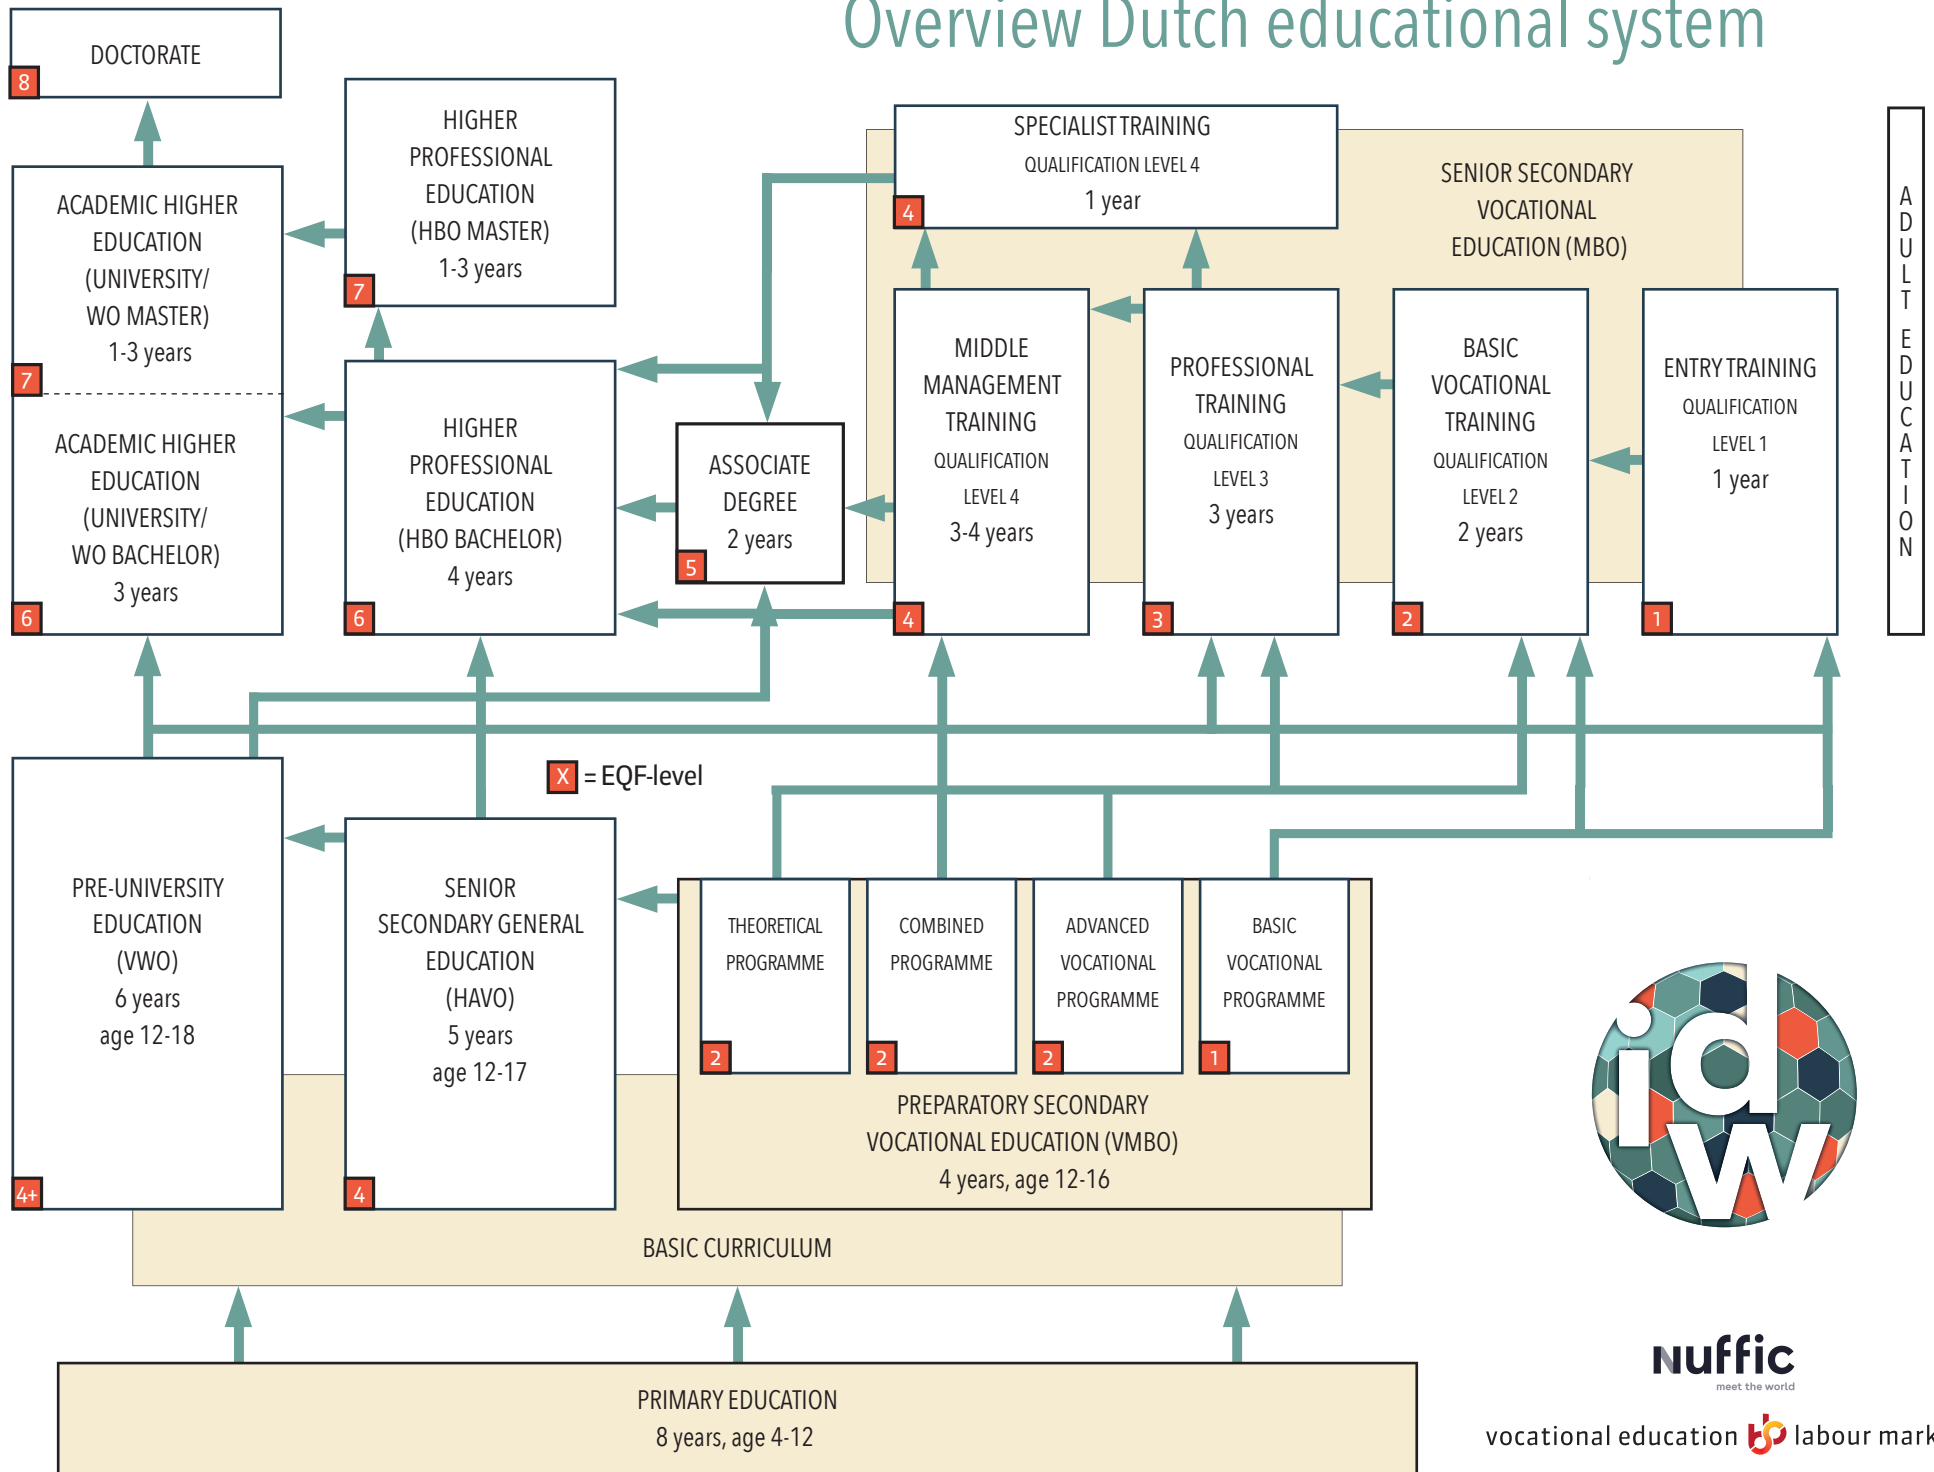 Overview Dutch educational system
DOCTORATE
8
HIGHER
PROFESSIONAL
EDUCATION
(HBO MASTER)
1-3 years
7
ACADEMIC HIGHER
EDUCATION
(UNIVERSITY/
WO MASTER)
1-3 years
7
ACADEMIC HIGHER
EDUCATION
(UNIVERSITY/
WO BACHELOR)
3 years
6
HIGHER
PROFESSIONAL
EDUCATION
(HBO BACHELOR)
4 years
6
ASSOCIATE
DEGREE
2 years
5
SPECIALIST TRAINING
QUALIFICATION LEVEL 4
1 year
4
SENIOR SECONDARY
VOCATIONAL
EDUCATION (MBO)
MIDDLE
MANAGEMENT
TRAINING
QUALIFICATION
LEVEL 4
3-4 years
4
PROFESSIONAL
TRAINING
QUALIFICATION
LEVEL 3
3 years
3
BASIC
VOCATIONAL
TRAINING
QUALIFICATION
LEVEL 2
2 years
2
ENTRY TRAINING
QUALIFICATION
LEVEL 1
1 year
1
ADULT EDUCATION
X = EQF-level
PRE-UNIVERSITY
EDUCATION
(VWO)
6 years
age 12-18
4+
SENIOR
SECONDARY GENERAL
EDUCATION
(HAVO)
5 years
age 12-17
4
THEORETICAL
PROGRAMME
2
COMBINED
PROGRAMME
2
ADVANCED
VOCATIONAL
PROGRAMME
2
BASIC
VOCATIONAL
PROGRAMME
1
PREPARATORY SECONDARY
VOCATIONAL EDUCATION (VMBO)
4 years, age 12-16
BASIC CURRICULUM
PRIMARY EDUCATION
8 years, age 4-12
idw
nuffic
meet the world
vocational education sbb labour mark